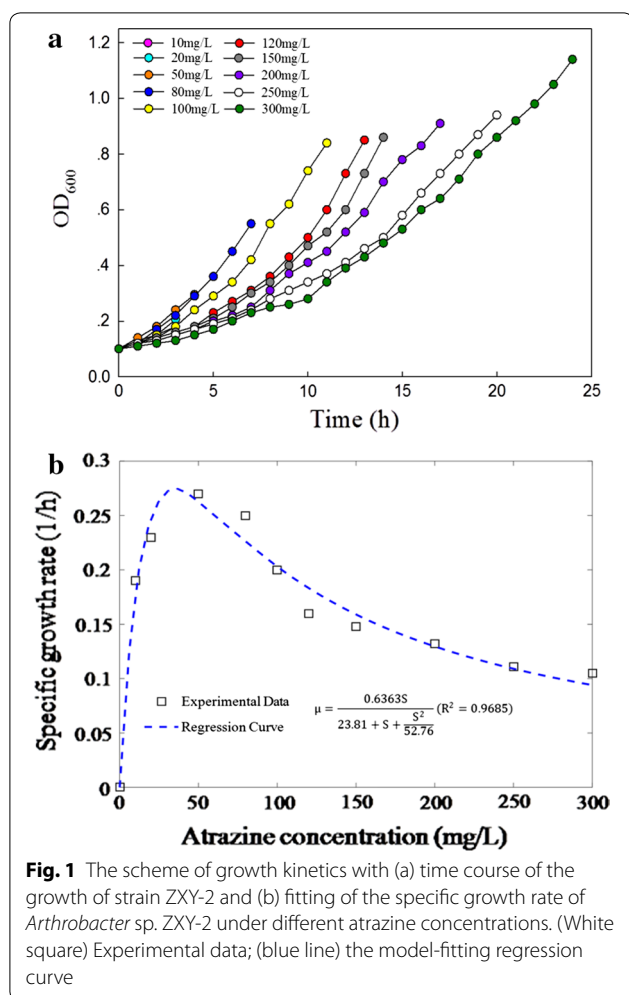 a
1.2
1.0
.8
.6
.4
.2
0.0
OD600
10mg/L
20mg/L
50mg/L
80mg/L
100mg/L
120mg/L
150mg/L
200mg/L
250mg/L
300mg/L
0 5 10 15 20 25
Time (h)
b
0.3
0.25
0.2
0.15
0.1
0.05
0
Specific growth rate (1/h)
Experimental Data
Regression Curve
μ = 0.6363S / (23.81 + S + S²/52.76) (R² = 0.9685)
0 50 100 150 200 250 300
Atrazine concentration (mg/L)
Fig. 1 The scheme of growth kinetics with (a) time course of the
growth of strain ZXY-2 and (b) fitting of the specific growth rate of
Arthrobacter sp. ZXY-2 under different atrazine concentrations. (White
square) Experimental data; (blue line) the model-fitting regression
curve